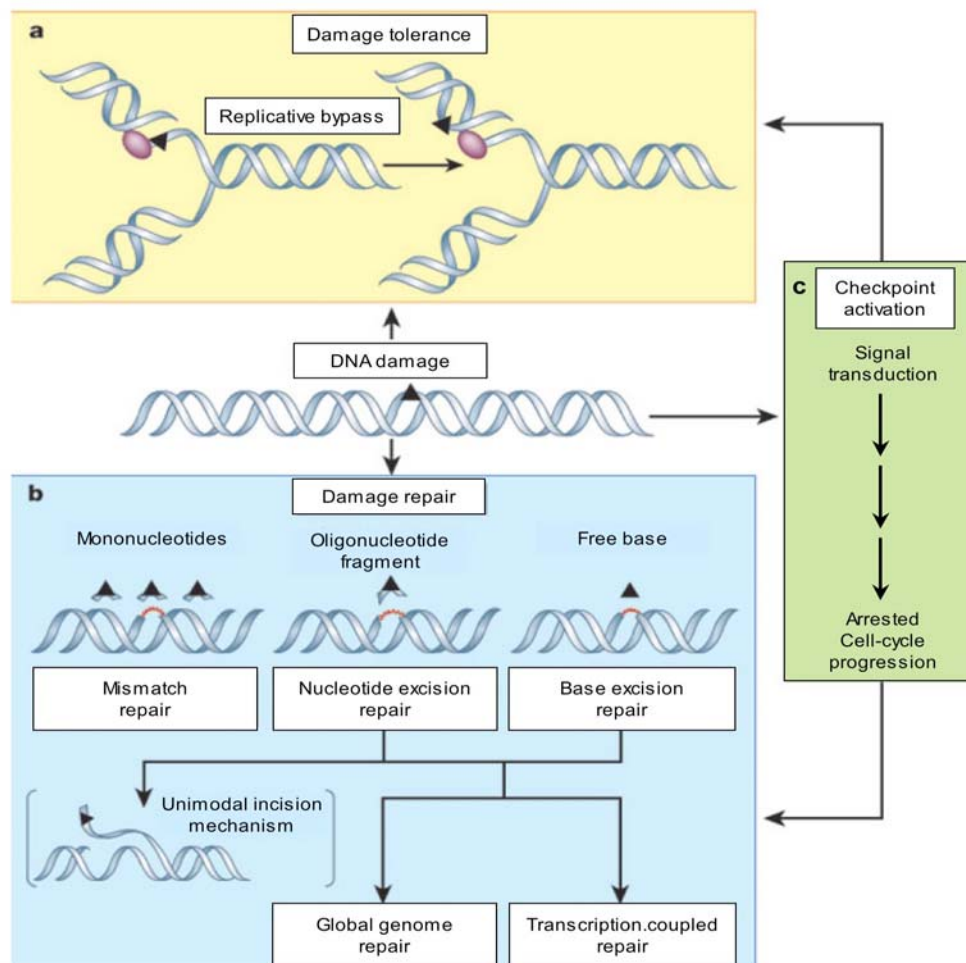 a
Damage tolerance
Replicative bypass
c
Checkpoint
activation
Signal
transduction
Arrested
Cell-cycle
progression
DNA damage
b
Damage repair
Mononucleotides
Oligonucleotide
fragment
Free base
Mismatch
repair
Nucleotide excision
repair
Base excision
repair
Unimodal incision
mechanism
Global genome
repair
Transcription.coupled
repair